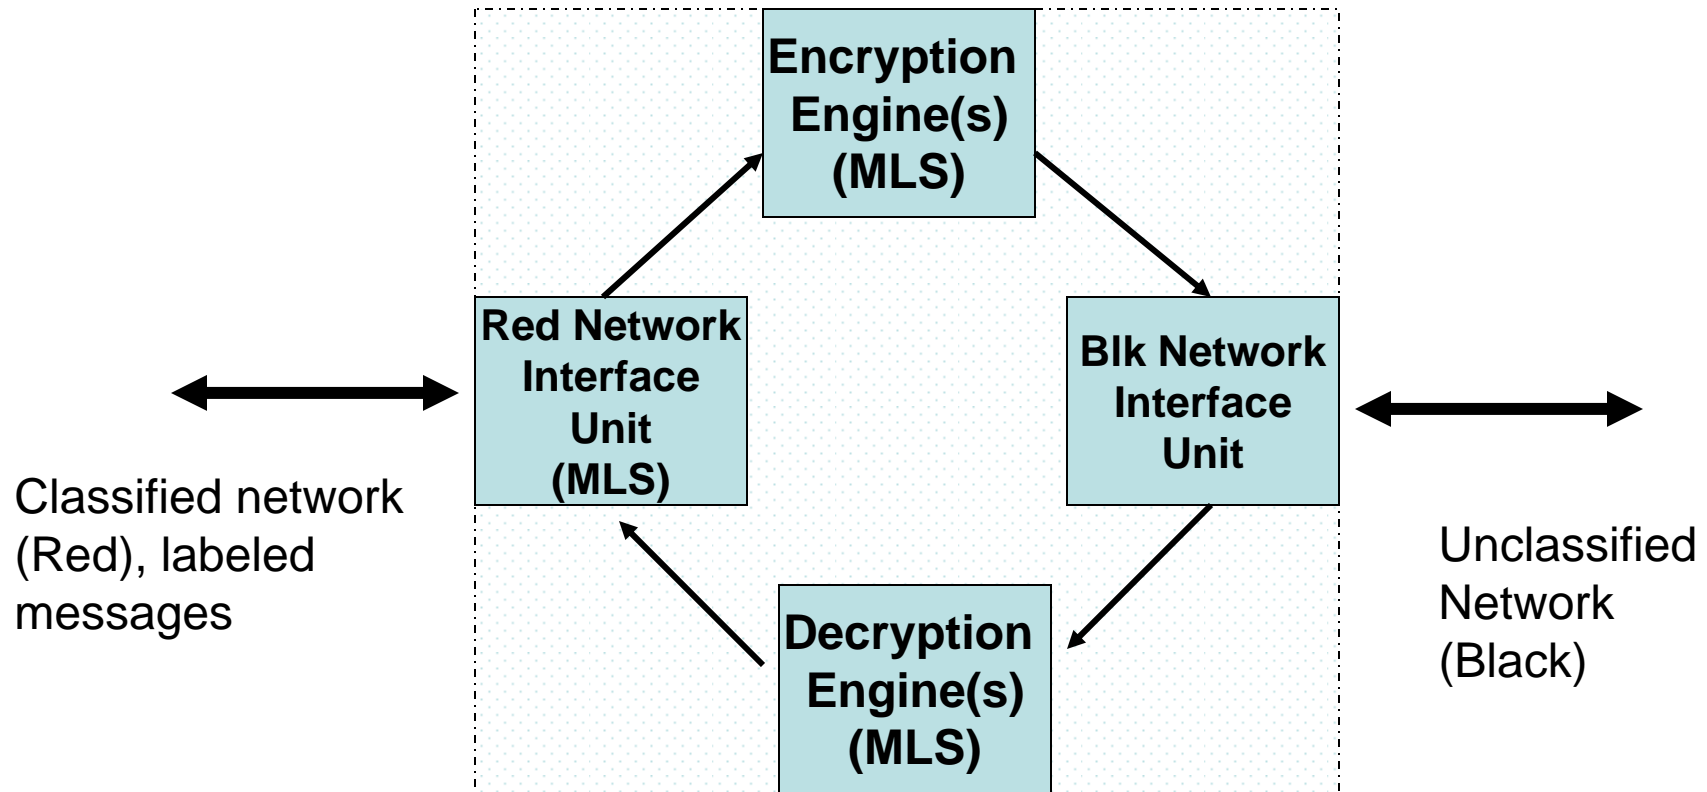 Encryption
Engine(s)
(MLS)
Red Network
Interface
Unit
(MLS)
Blk Network
Interface
Unit
Classified network
(Red), labeled
messages
Unclassified
Network
(Black)
Decryption
Engine(s)
(MLS)